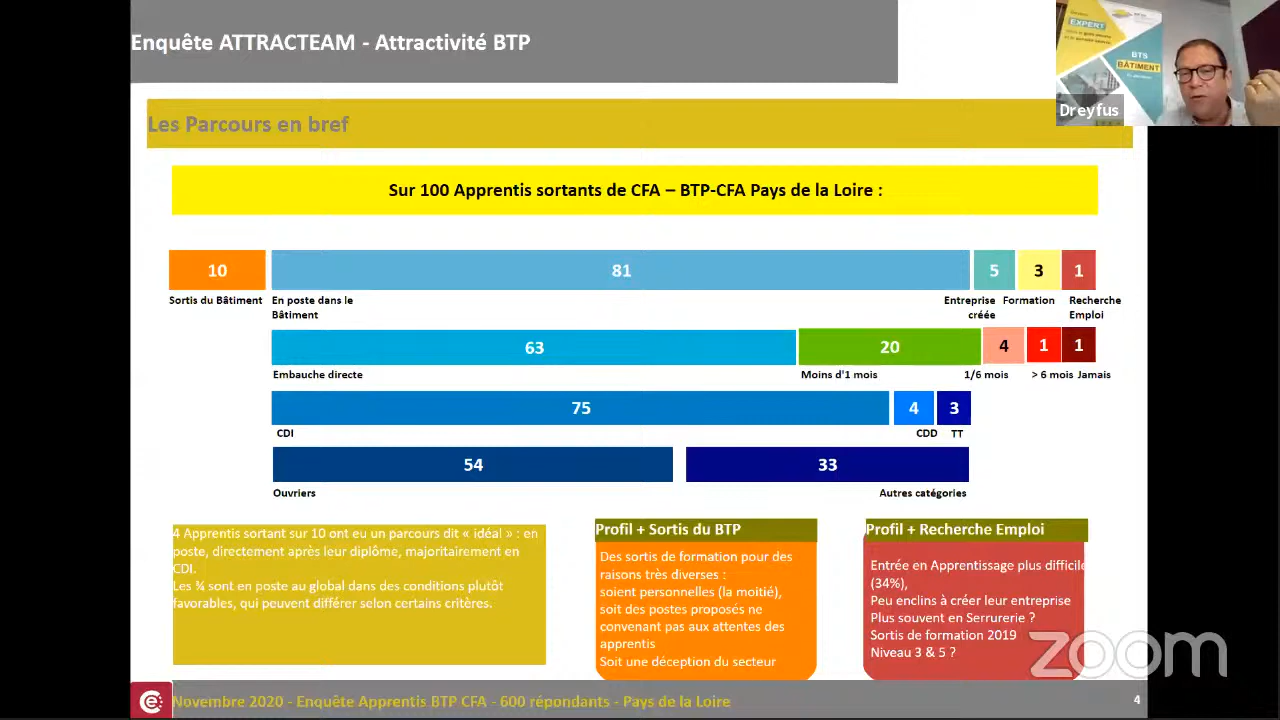 Enquête ATTRACTEAM - Attractivité BTP
EXPERT
BTS
BÂTIMENT
Dreyfus
Les Parcours en bref
Sur 100 Apprentis sortants de CFA – BTP-CFA Pays de la Loire :
10
81
5
3
1
Sortis du Bâtiment
En poste dans le
Bâtiment
Entreprise
créée
Formation
Recherche
Emploi
63
20
4
1
1
Embauche directe
Moins d'1 mois
1/6 mois
> 6 mois
Jamais
75
4
3
CDI
CDD
TT
54
33
Ouvriers
Autres catégories
4 Apprentis sortant sur 10 ont eu un parcours dit « idéal » : en
poste, directement après leur diplôme, majoritairement en
CDI.
Les ¾ sont en poste au global dans des conditions plutôt
favorables, qui peuvent différer selon certains critères.
Profil + Sortis du BTP
Des sortis de formation pour des
raisons très diverses :
soient personnelles (la moitié),
soit des postes proposés ne
convenant pas aux attentes des
apprentis
Soit une déception du secteur
Profil + Recherche Emploi
Entrée en Apprentissage plus difficile
(34%),
Peu enclins à créer leur entreprise
Plus souvent en Serrurerie ?
Sortis de formation 2019
Niveau 3 & 5 ?
zoom
Novembre 2020 - Enquête Apprentis BTP CFA - 600 répondants - Pays de la Loire
4